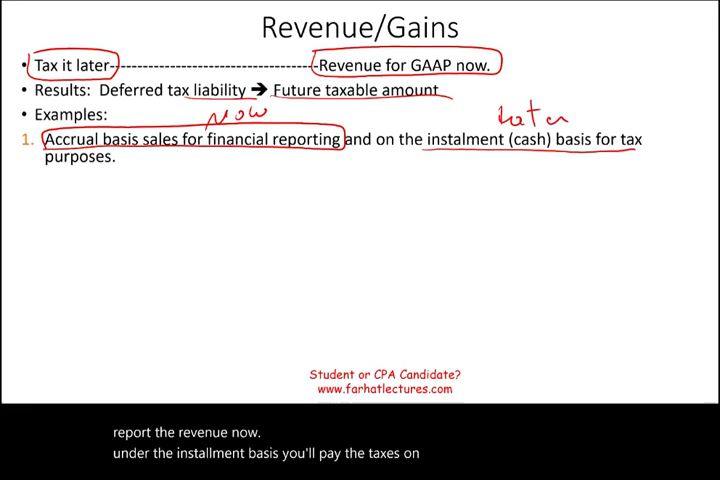 Revenue/Gains
• Tax it later-------------------------------------Revenue for GAAP now.
• Results: Deferred tax liability ➔ Future taxable amount
• Examples:
Now
Later
1. Accrual basis sales for financial reporting and on the instalment (cash) basis for tax
purposes.
Student or CPA Candidate?
www.farhatlectures.com
report the revenue now.
under the installment basis you'll pay the taxes on